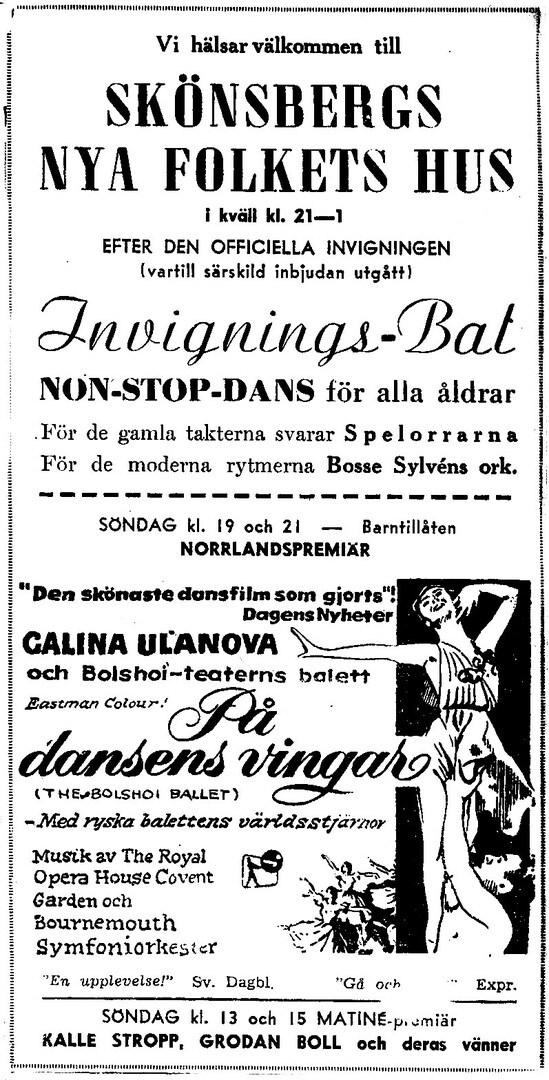 Vi hälsar välkommen till
SKÖNSBERGS
NYA FOLKETS HUS
i kväll kl. 21—1
EFTER DEN OFFICIELLA INVIGNINGEN
(vartill särskild inbjudan utgått)
Invignings-Bal
NON-STOP-DANS för alla åldrar
För de gamla takterna svarar Spelorrarna
För de moderna rytmerna Bosse Sylvéns ork.
SÖNDAG kl. 19 och 21 — Barntillåten
NORRLANDSPREMIÄR
"Den skönaste dansfilm som gjorts"!
Dagens Nyheter
GALINA ULANOVA
och Bolshoi-teaterns balett
Eastman Colour!
På
dansens vingar
(THE BOLSHOI BALLET)
-Med ryska balettens världsstjärnor
Musik av The Royal
Opera House Covent
Garden och
Bournemouth
Symfoniorkester
"En upplevelse!" Sv. Dagbl. "Gå och " Expr.
SÖNDAG kl. 13 och 15 MATINÉ-premiär
KALLE STROPP, GRODAN BOLL och deras vänner